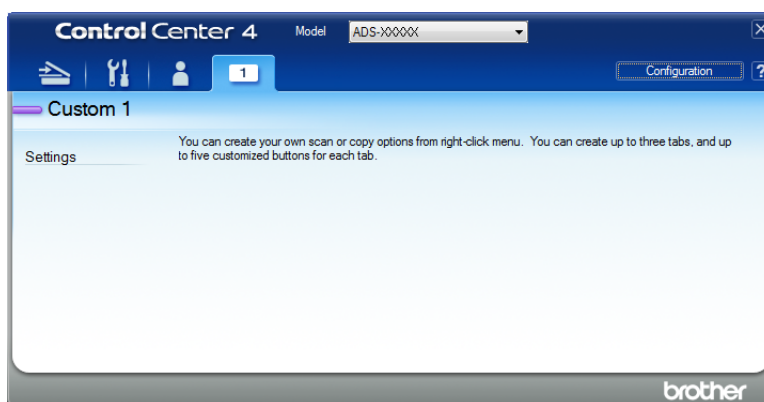 ControlCenter 4
Model
ADS-XXXXX
1
Configuration
?
Custom 1
Settings
You can create your own scan or copy options from right-click menu. You can create up to three tabs, and up
to five customized buttons for each tab.
brother